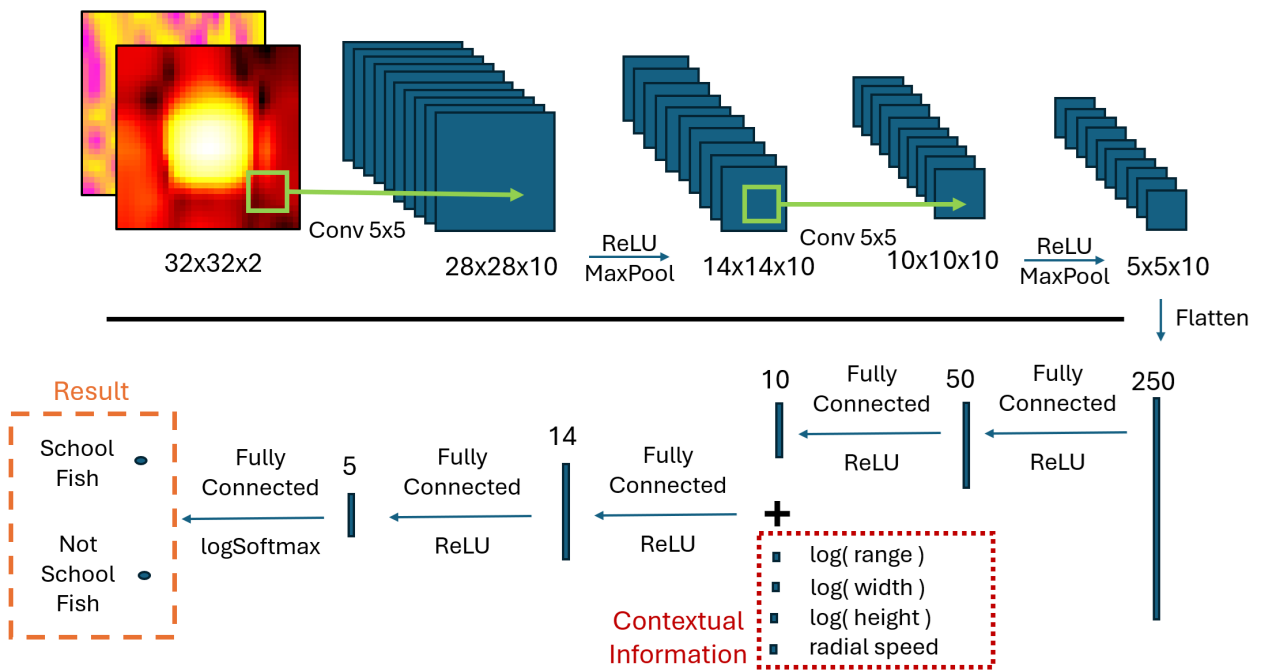 32x32x2
Conv 5x5
28x28x10
ReLU
MaxPool
14x14x10
Conv 5x5
10x10x10
ReLU
MaxPool
5x5x10
Flatten
250
Fully
Connected
ReLU
50
Fully
Connected
ReLU
10
+
Contextual
Information
log( range )
log( width )
log( height )
radial speed
Fully
Connected
ReLU
14
Fully
Connected
ReLU
5
Fully
Connected
logSoftmax
Result
School
Fish
Not
School
Fish